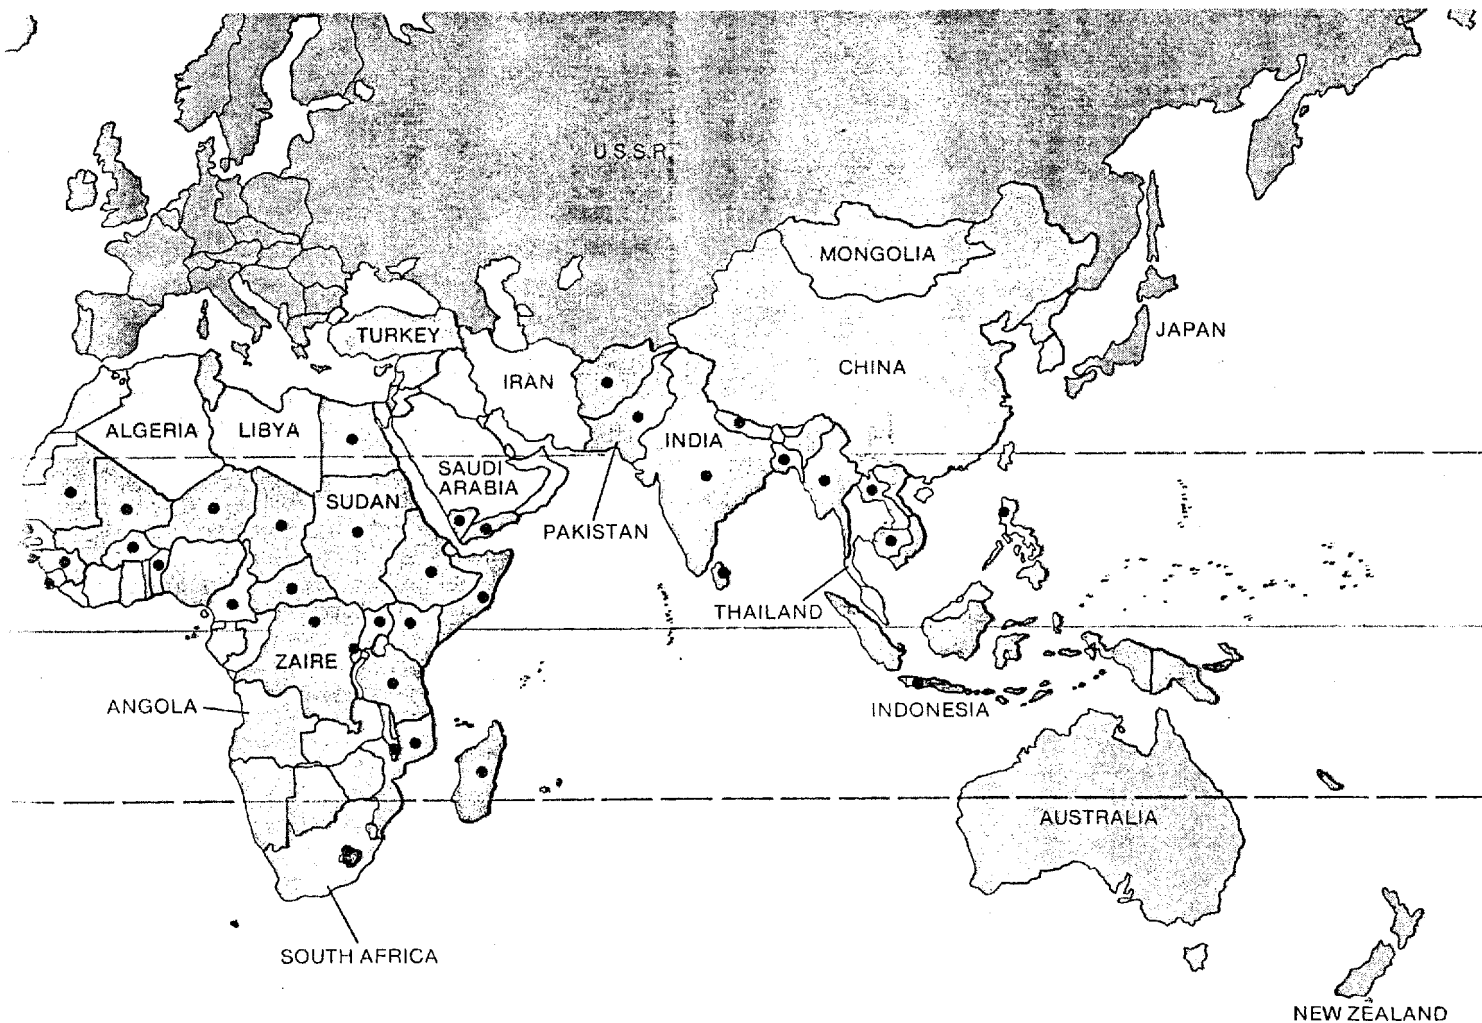 U.S.S.R.
MONGOLIA
TURKEY
JAPAN
IRAN
CHINA
ALGERIA
LIBYA
INDIA
SAUDI
ARABIA
SUDAN
PAKISTAN
THAILAND
ZAIRE
ANGOLA
INDONESIA
AUSTRALIA
SOUTH AFRICA
NEW ZEALAND